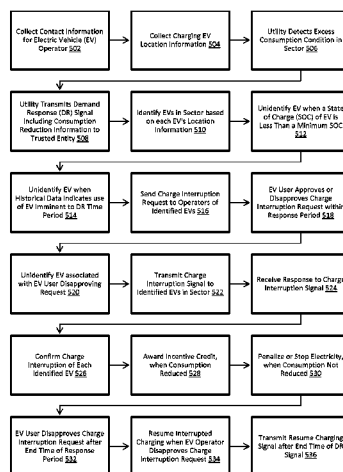 Collect Contact Information
for Electric Vehicle (EV)
Operator 502
Collect Charging EV
Location Information 504
Utility Detects Excess
Consumption Condition in
Sector 506
Utility Transmits Demand
Response (DR) Signal
Including Consumption
Reduction Information to
Trusted Entity 508
Identify EVs in Sector based
on each EV's Location
Information 510
Unidentify EV when a State
of Charge (SOC) of EV is
Less Than a Minimum SOC
512
Unidentify EV when
Historical Data Indicates use
of EV Imminent to DR Time
Period 514
Send Charge Interruption
Request to Operators of
Identified EVs 516
EV User Approves or
Disapproves Charge
Interruption Request within
Response Period 518
Unidentify EV associated
with EV User Disapproving
Request 520
Transmit Charge
Interruption Signal to
Identified EVs in Sector 522
Receive Response to Charge
Interruption Signal 524
Confirm Charge
Interruption of Each
Identified EV 526
Award Incentive Credit,
when Consumption
Reduced 528
Penalize or Stop Electricity,
when Consumption Not
Reduced 530
EV User Disapproves Charge
Interruption Request after
End Time of Response
Period 532
Resume Interrupted
Charging when EV Operator
Disapproves Charge
Interruption Request 534
Transmit Resume Charging
Signal after End Time of DR
Signal 536